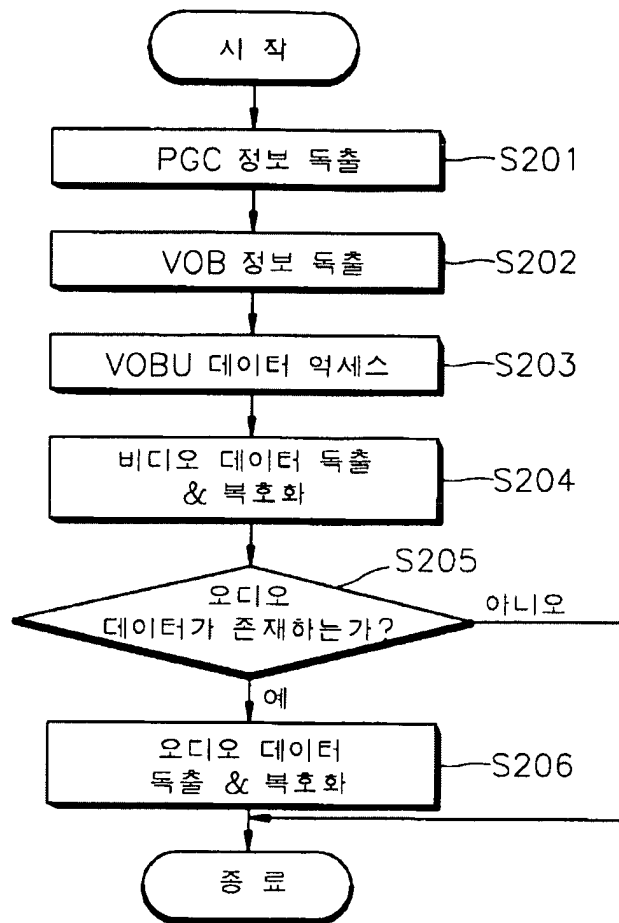 시 작
PGC 정보 독출
S201
VOB 정보 독출
S202
VOBU 데이터 억세스
S203
비디오 데이터 독출
& 복호화
S204
S205
오디오
데이터가 존재하는가?
아니오
예
오디오 데이터
독출 & 복호화
S206
종 료